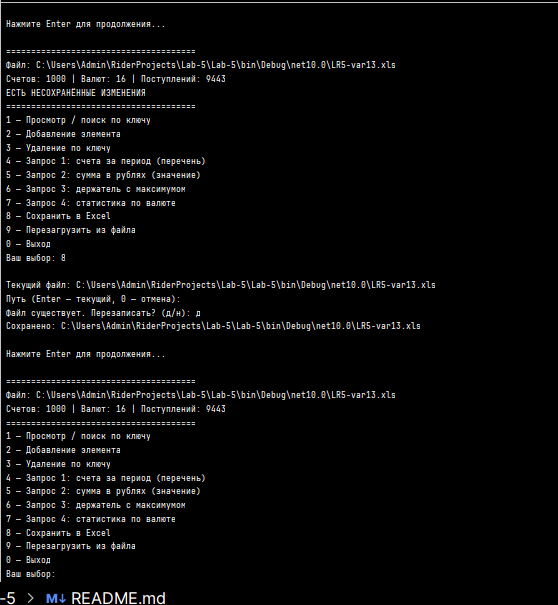 Нажмите Enter для продолжения...
=====================================
Файл: C:\Users\Admin\RiderProjects\Lab-5\Lab-5\bin\Debug\net10.0\LR5-var13.xls
Счетов: 1000 | Валют: 16 | Поступлений: 9443
ЕСТЬ НЕСОХРАНЁННЫЕ ИЗМЕНЕНИЯ
=====================================
1 — Просмотр / поиск по ключу
2 — Добавление элемента
3 — Удаление по ключу
4 — Запрос 1: счета за период (перечень)
5 — Запрос 2: сумма в рублях (значение)
6 — Запрос 3: держатель с максимумом
7 — Запрос 4: статистика по валюте
8 — Сохранить в Excel
9 — Перезагрузить из файла
0 — Выход
Ваш выбор: 8
Текущий файл: C:\Users\Admin\RiderProjects\Lab-5\Lab-5\bin\Debug\net10.0\LR5-var13.xls
Путь (Enter — текущий, 0 — отмена):
Файл существует. Перезаписать? (д/н): д
Сохранено: C:\Users\Admin\RiderProjects\Lab-5\Lab-5\bin\Debug\net10.0\LR5-var13.xls
Нажмите Enter для продолжения...
=====================================
Файл: C:\Users\Admin\RiderProjects\Lab-5\Lab-5\bin\Debug\net10.0\LR5-var13.xls
Счетов: 1000 | Валют: 16 | Поступлений: 9443
=====================================
1 — Просмотр / поиск по ключу
2 — Добавление элемента
3 — Удаление по ключу
4 — Запрос 1: счета за период (перечень)
5 — Запрос 2: сумма в рублях (значение)
6 — Запрос 3: держатель с максимумом
7 — Запрос 4: статистика по валюте
8 — Сохранить в Excel
9 — Перезагрузить из файла
0 — Выход
Ваш выбор:
-5 > M↓ README.md